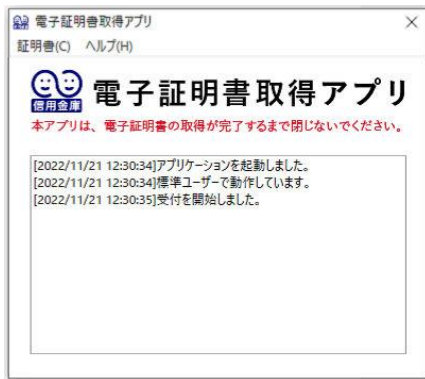 電子証明書取得アプリ
証明書(C) ヘルプ(H)
信用金庫
電子証明書取得アプリ
本アプリは、電子証明書の取得が完了するまで閉じないでください。
[2022/11/21 12:30:34]アプリケーションを起動しました。
[2022/11/21 12:30:34]標準ユーザーで動作しています。
[2022/11/21 12:30:35]受付を開始しました。